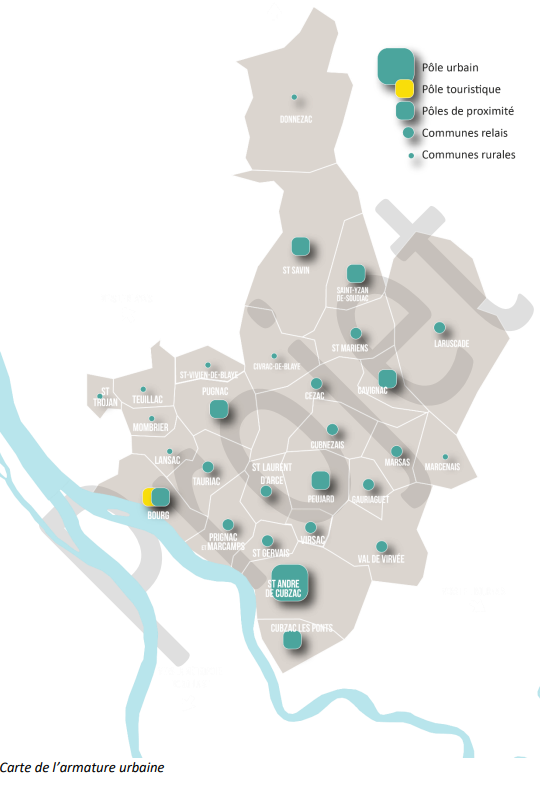 Pôle urbain
Pôle touristique
Pôles de proximité
Communes relais
Communes rurales
DONNEZAC
ST SAVIN
SAINT-YZAN
DE-SOUDIAC
ST MARIENS
LARUSCADE
CIVRAC-DE-BLAYE
ST-VIVIEN-DE-BLAYE
CAVIGNAC
CEZAC
PUGNAC
ST
TROJAN
TEUILLAC
MOMBRIER
CUBNEZAIS
LANSAC
MARSAS
MARCENAIS
TAURIAC
ST LAURENT
D'ARCE
PEUJARD
GAURIAGUET
BOURG
PRIGNAC
ET MARCAMPS
ST GERVAIS
VIRSAC
VAL DE VIRVÉE
ST ANDRE
DE CUBZAC
CUBZAC LES PONTS
Carte de l'armature urbaine